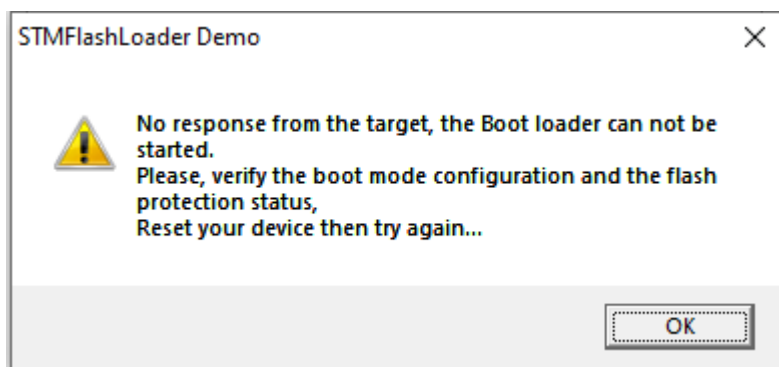 STMFlashLoader Demo
No response from the target, the Boot loader can not be
started.
Please, verify the boot mode configuration and the flash
protection status,
Reset your device then try again...
OK